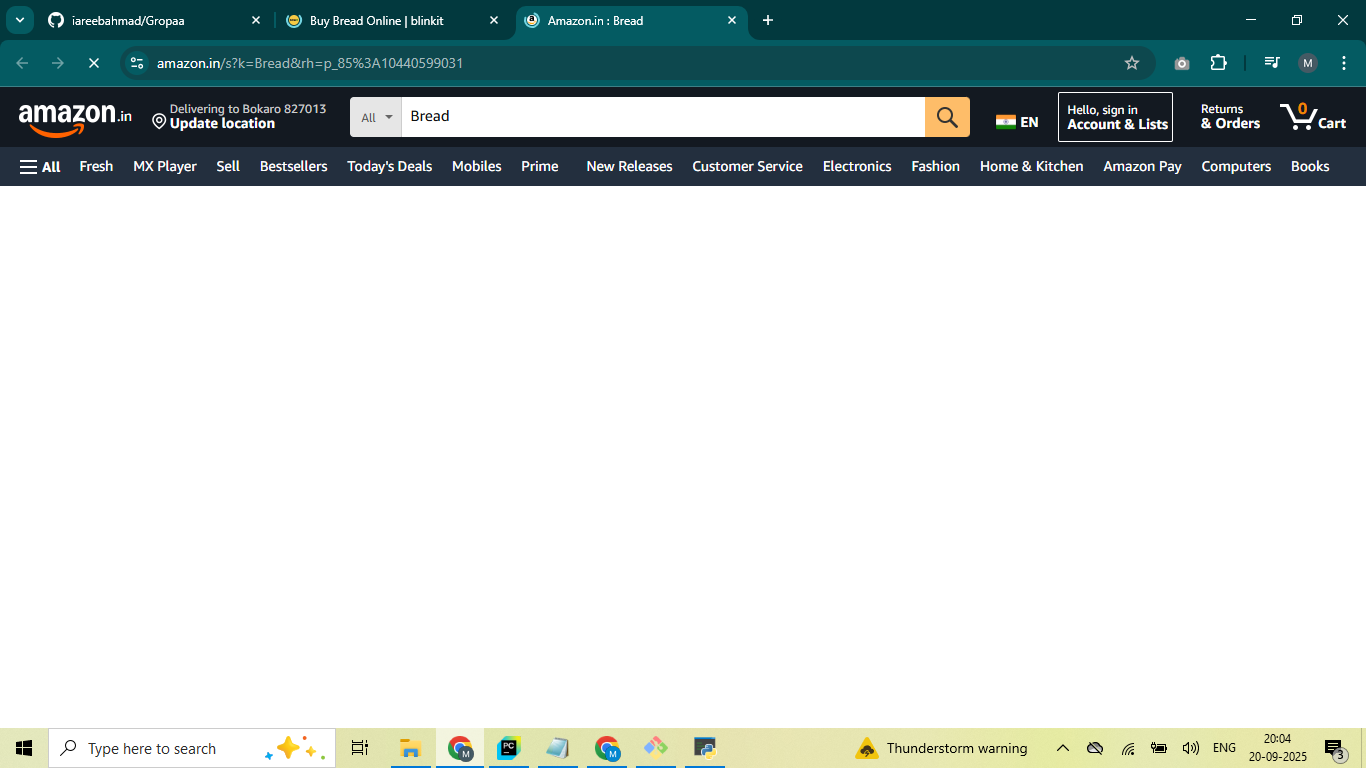 iareebahmad/Gropaa
Buy Bread Online | blinkit
Amazon.in : Bread
amazon.in/s?k=Bread&rh=p_85%3A10440599031
M
amazon.in
Delivering to Bokaro 827013
Update location
All
Bread
EN
Hello, sign in
Account & Lists
Returns
& Orders
0
Cart
All Fresh MX Player Sell Bestsellers Today's Deals Mobiles Prime New Releases Customer Service Electronics Fashion Home & Kitchen Amazon Pay Computers Books
Type here to search
M
PC
M
Thunderstorm warning
ENG
20:04
20-09-2025
3